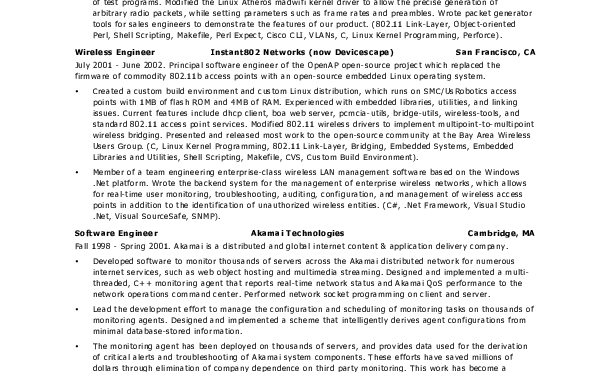 of test programs. Modified the Linux Atheros madwifi kernel driver to allow the precise generation of
arbitrary radio packets, while setting parameters such as frame rates and preambles. Wrote packet generator
tools for sales engineers to demonstrate the features of our product. (802.11 Link-Layer, Object-oriented
Perl, Shell Scripting, Makefile, Perl Expect, Cisco CLI, VLANs, C, Linux Kernel Programming, Perforce).
Wireless Engineer Instant802 Networks (now Devicescape) San Francisco, CA
July 2001 - June 2002. Principal software engineer of the OpenAP open-source project which replaced the
firmware of commodity 802.11b access points with an open-source embedded Linux operating system.
• Created a custom build environment and custom Linux distribution, which runs on SMC/UsRobotics access
points with 1MB of flash ROM and 4MB of RAM. Experienced with embedded libraries, utilities, and linking
issues. Current features include dhcp client, boa web server, pcmcia-utils, bridge-utils, wireless-tools, and
standard 802.11 access point services. Modified 802.11 wireless drivers to implement multipoint-to-multipoint
wireless bridging. Presented and released most work to the open-source community at the Bay Area Wireless
Users Group. (C, Linux Kernel Programming, 802.11 Link-Layer, Bridging, Embedded Systems, Embedded
Libraries and Utilities, Shell Scripting, Makefile, CVS, Custom Build Environment).
• Member of a team engineering enterprise-class wireless LAN management software based on the Windows
.Net platform. Wrote the backend system for the management of enterprise wireless networks, which allows
for real-time user monitoring, troubleshooting, auditing, configuration, and management of wireless access
points in addition to the identification of unauthorized wireless entities. (C#, .Net Framework, Visual Studio
.Net, Visual SourceSafe, SNMP).
Software Engineer Akamai Technologies Cambridge, MA
Fall 1998 - Spring 2001. Akamai is a distributed and global internet content & application delivery company.
• Developed software to monitor thousands of servers across the Akamai distributed network for numerous
internet services, such as web object hosting and multimedia streaming. Designed and implemented a multi-
threaded, C++ monitoring agent that reports real-time network status and Akamai QoS performance to the
network operations command center. Performed network socket programming on client and server.
• Lead the development effort to manage the configuration and scheduling of monitoring tasks on thousands of
monitoring agents. Designed and implemented a scheme that intelligently derives agent configurations from
minimal database-stored information.
• The monitoring agent has been deployed on thousands of servers, and provides data used for the derivation
of critical alerts and troubleshooting of Akamai system components. These efforts have saved millions of
dollars through elimination of company dependence on third party monitoring. This work has become a